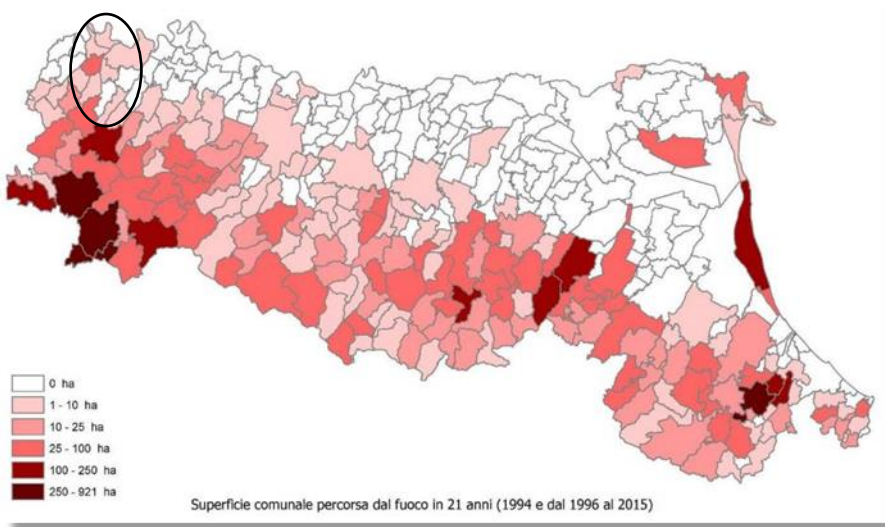 0 ha
1 - 10 ha
10 - 25 ha
25 - 100 ha
100 - 250 ha
250 - 921 ha
Superficie comunale percorsa dal fuoco in 21 anni (1994 e dal 1996 al 2015)